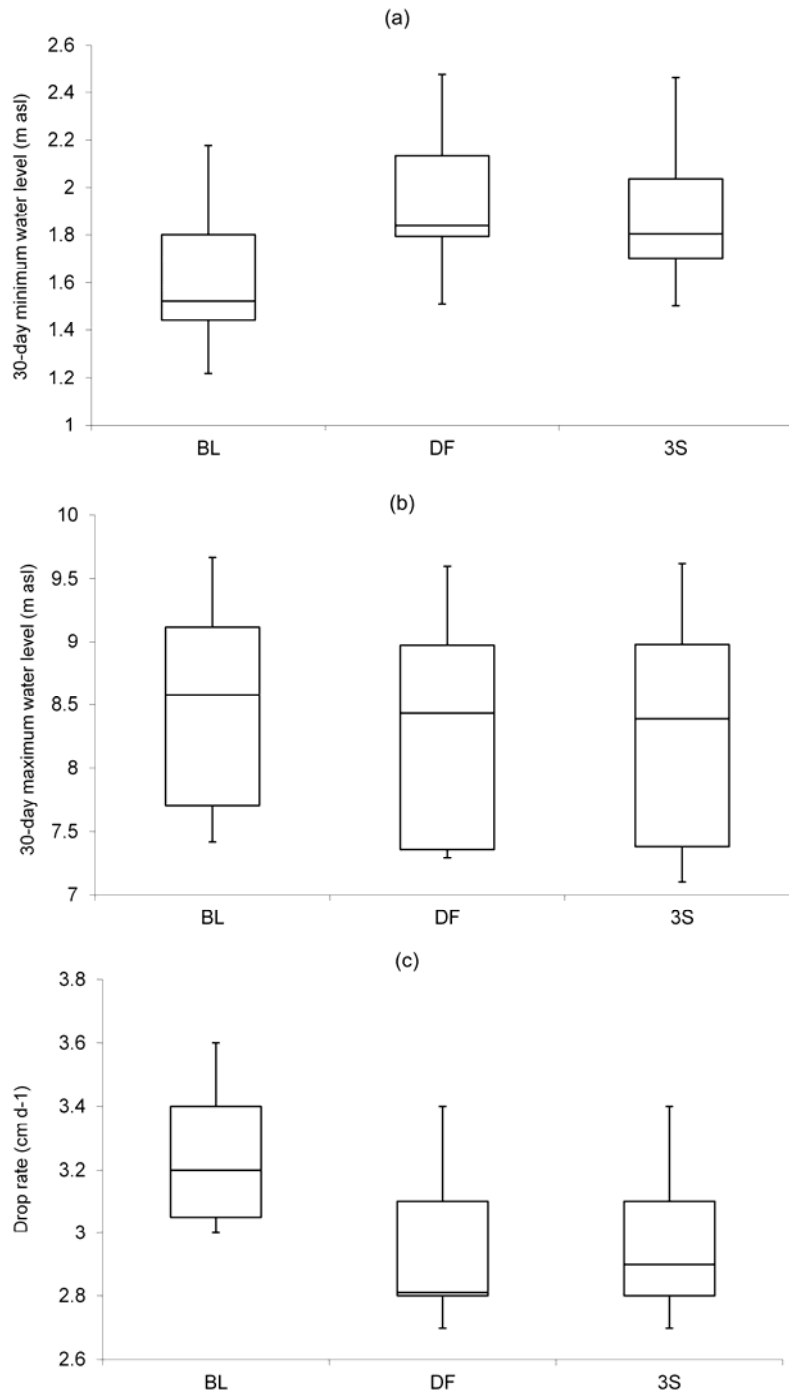 (a)
30-day minimum water level (m asl)
2.6
2.4
2.2
2
1.8
1.6
1.4
1.2
1
BL DF 3S
(b)
30-day maximum water level (m asl)
10
9.5
9
8.5
8
7.5
7
BL DF 3S
(c)
Drop rate (cm d-1)
3.8
3.6
3.4
3.2
3
2.8
2.6
BL DF 3S